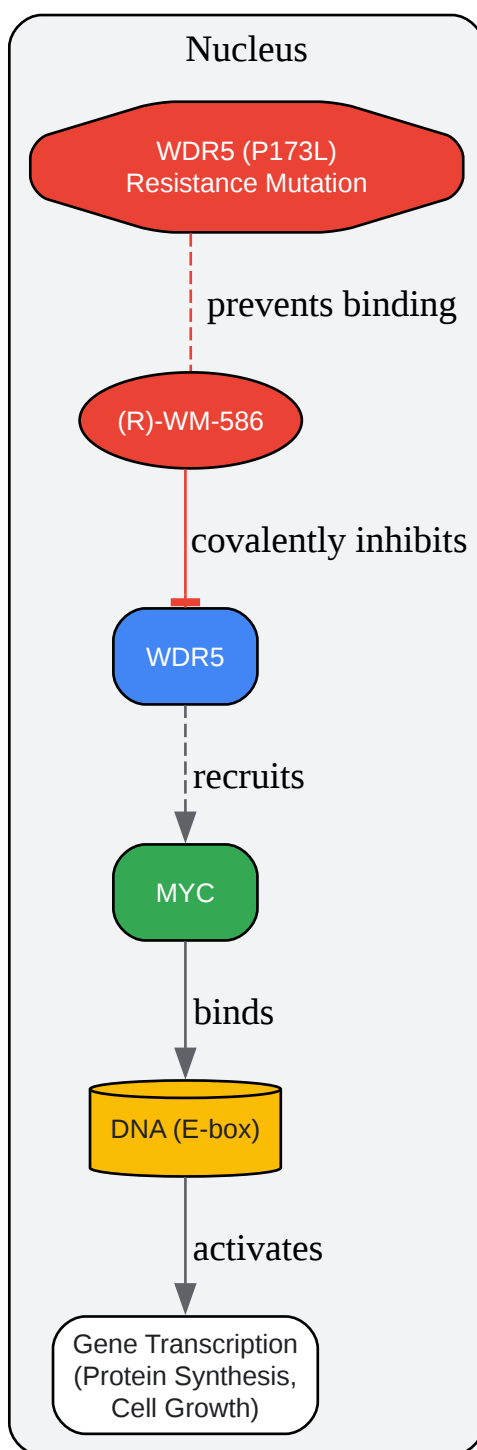 Nucleus
WDR5 (P173L)
Resistance Mutation
prevents binding
(R)-WM-586
covalently inhibits
WDR5
recruits
MYC
binds
DNA (E-box)
activates
Gene Transcription
(Protein Synthesis,
Cell Growth)